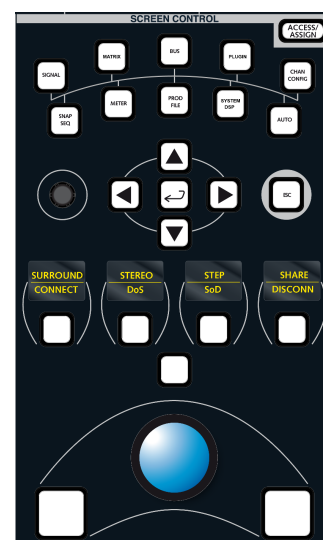 SCREEN CONTROL
ACCESS/
ASSIGN
BUS
MATRIX
PLUGIN
SIGNAL
CHAN
CONFIG
METER
PROD
FILE
SYSTEM
DSP
SNAP
SEQ
AUTO
ESC
SURROUND
CONNECT
STEREO
DoS
STEP
SoD
SHARE
DISCONN